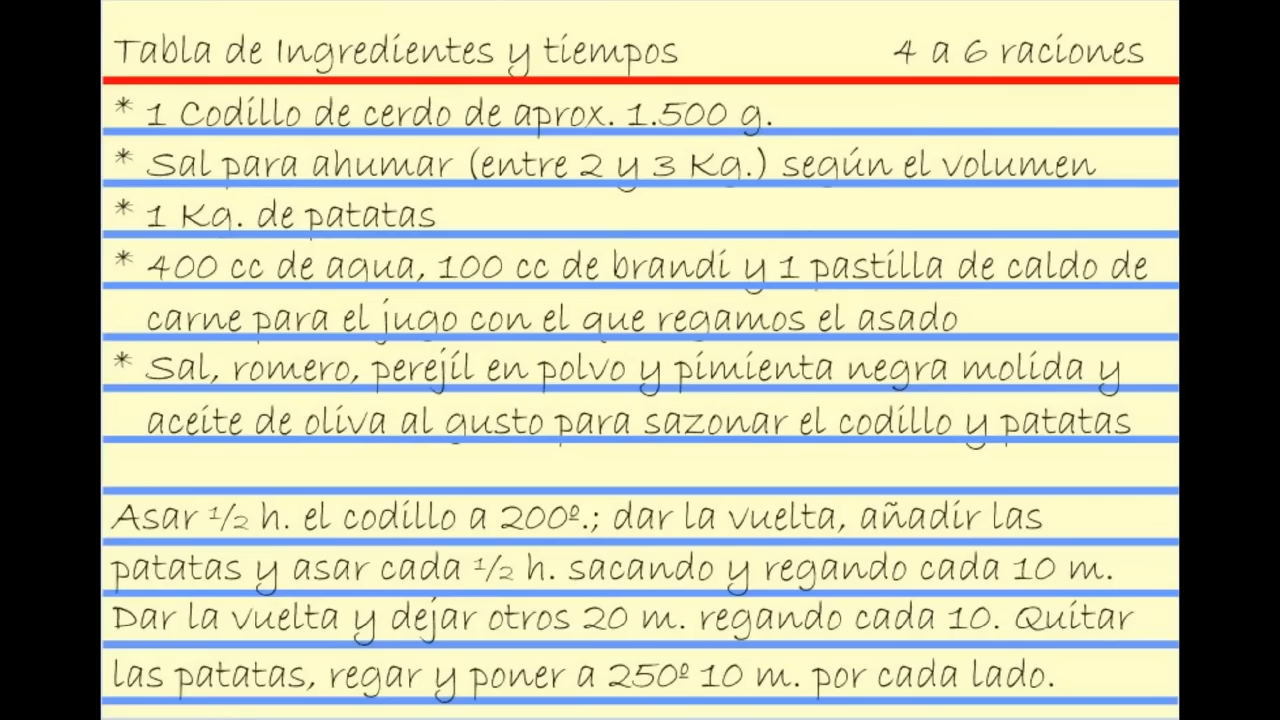 Tabla de Ingredientes y tiempos 4 a 6 raciones
* 1 Codillo de cerdo de aprox. 1.500 g.
* Sal para ahumar (entre 2 y 3 Kg.) según el volumen
* 1 Kg. de patatas
* 400 cc de agua, 100 cc de brandi y 1 pastilla de caldo de
carne para el jugo con el que regamos el asado
* Sal, romero, perejil en polvo y pimienta negra molida y
aceite de oliva al gusto para sazonar el codillo y patatas
Asar ½ h. el codillo a 200º.; dar la vuelta, añadir las
patatas y asar cada ½ h. sacando y regando cada 10 m.
Dar la vuelta y dejar otros 20 m. regando cada 10. Quitar
las patatas, regar y poner a 250º 10 m. por cada lado.